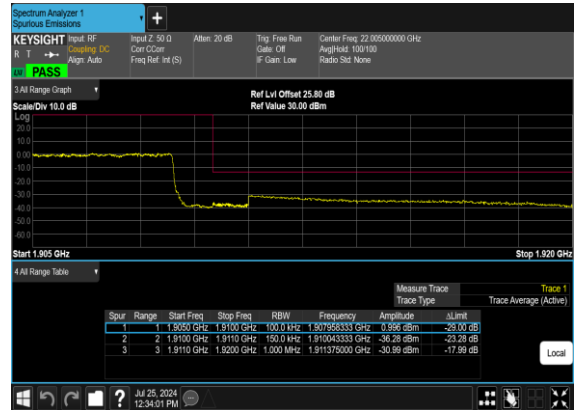 Spectrum Analyzer 1
Spurious Emissions
KEYSIGHT Input: RF Input Z: 50 Ω Atten: 20 dB Trig: Free Run Center Freq: 22.005000000 GHz
R T Coupling: DC Corr CCorr Gate: Off Avg|Hold: 100/100
Align: Auto Freq Ref: Int (S) IF Gain: Low Radio Std: None
PASS
3 All Range Graph
Ref Lvl Offset 25.80 dB
Scale/Div 10.0 dB Ref Value 30.00 dBm
Log
20.0
10.0
0.00
-10.0
-20.0
-30.0
-40.0
-50.0
-60.0
Start 1.905 GHz Stop 1.920 GHz
4 All Range Table
Measure Trace Trace 1
Trace Type Trace Average (Active)
Spur Range Start Freq Stop Freq RBW Frequency Amplitude ΔLimit
1 1 1.9050 GHz 1.9100 GHz 100.0 kHz 1.907958333 GHz 0.996 dBm -29.00 dB
2 2 1.9100 GHz 1.9110 GHz 150.0 kHz 1.910043333 GHz -36.28 dBm -23.28 dB
3 3 1.9110 GHz 1.9200 GHz 1.000 MHz 1.911375000 GHz -30.99 dBm -17.99 dB
Local
? Jul 25, 2024
12:34:01 PM